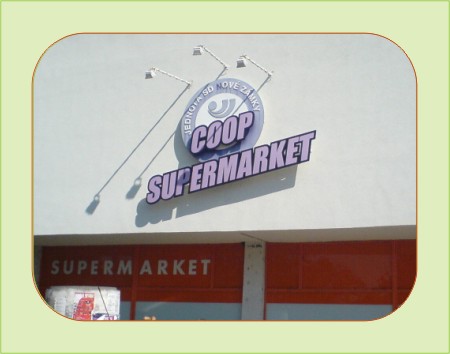 JEDNOTA SD NOVÉ ZÁMKY
COOP
SUPERMARKET
SUPERMARKET